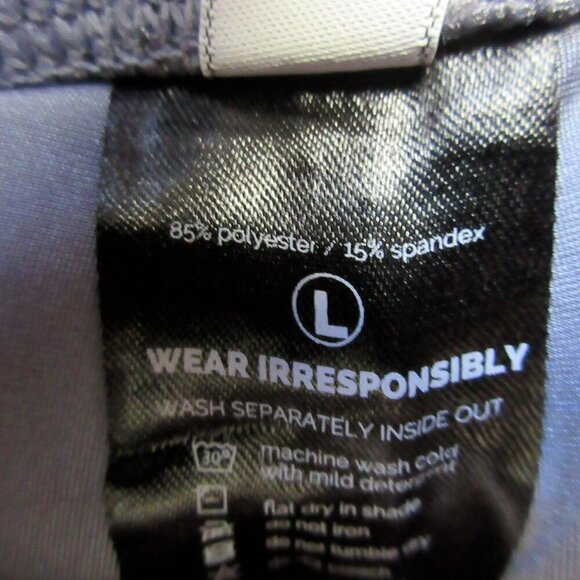 85% polyester / 15% spandex
L
WEAR IRRESPONSIBLY
WASH SEPARATELY INSIDE OUT
30°
machine wash cold
with mild detergent
flat dry in shade
do not iron
do not tumble dry